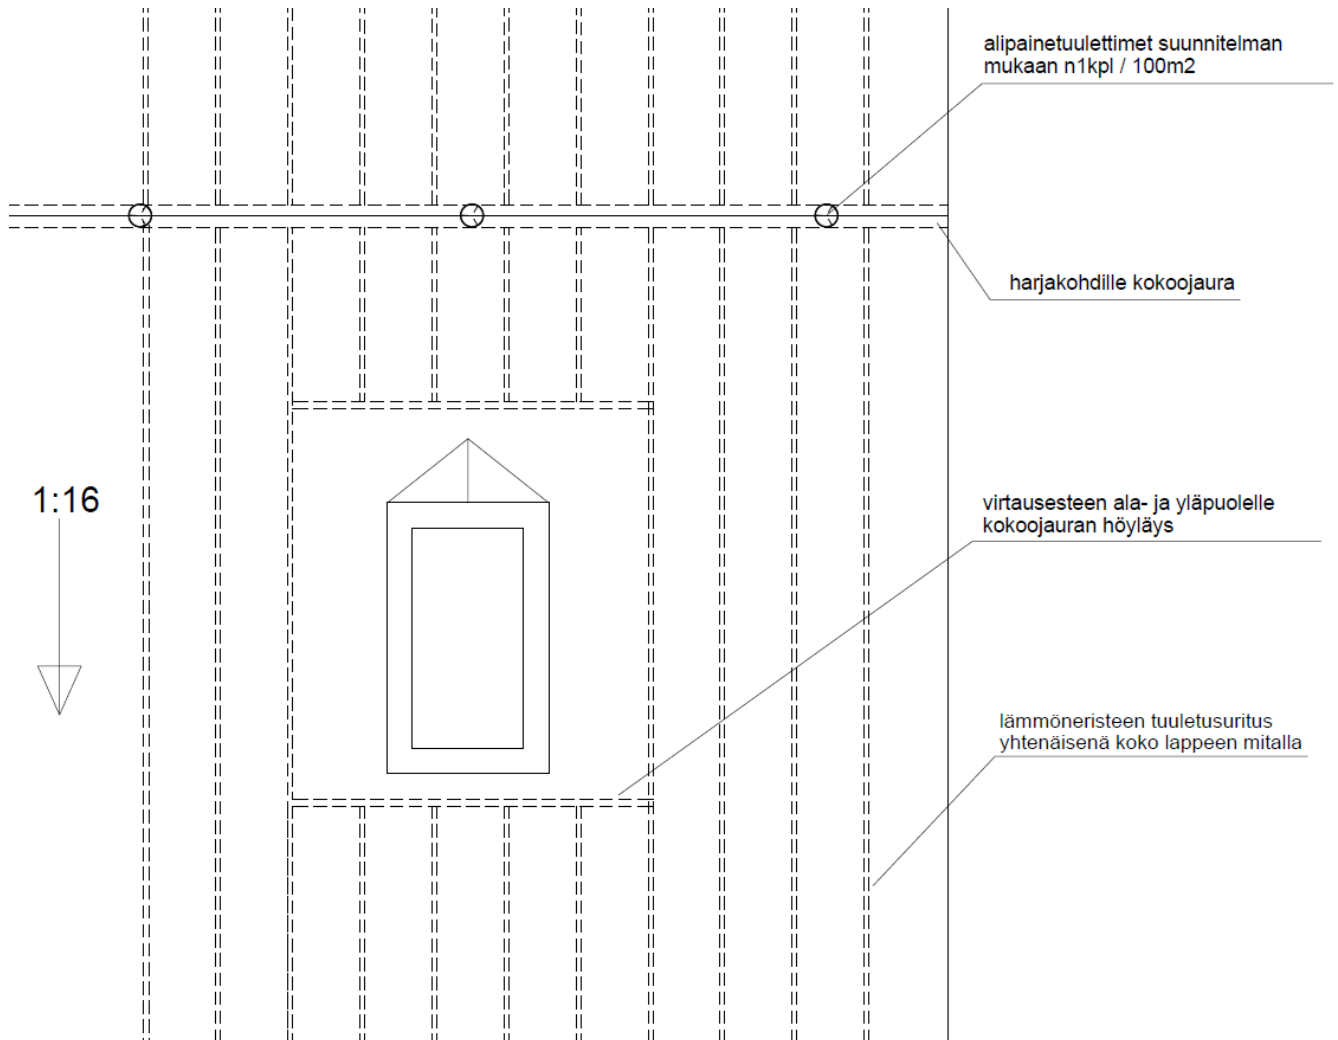 alipainetuulettimet suunnitelman
mukaan n1kpl / 100m2
harjakohdille kokoojaura
1:16
virtausesteen ala- ja yläpuolelle
kokoojauran höyläys
lämmöneristeen tuuletusuritus
yhtenäisenä koko lappeen mitalla